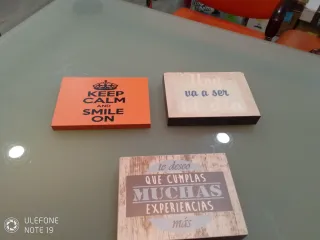 KEEP
CALM
AND
SMILE
ON
va a ser
te deseo
QUE CUMPLAS
MUCHAS
EXPERIENCIAS
más
ULEFONE
NOTE 19